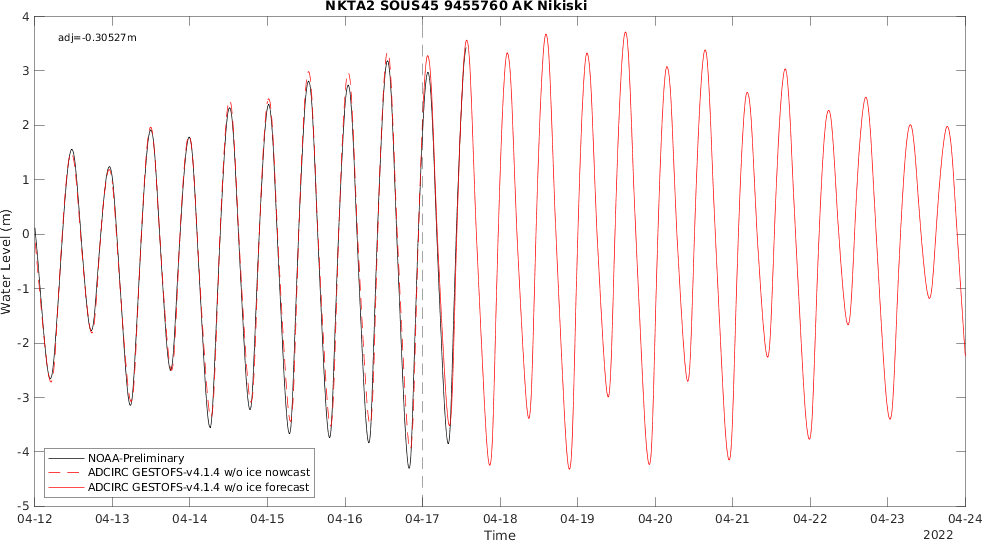 NKTA2 SOUS45 9455760 AK Nikiski
adj=-0.30527m
4
3
2
1
0
-1
-2
-3
-4
-5
Water Level (m)
NOAA-Preliminary
ADCIRC GESTOFS-v4.1.4 w/o ice nowcast
ADCIRC GESTOFS-v4.1.4 w/o ice forecast
04-12 04-13 04-14 04-15 04-16 04-17 04-18 04-19 04-20 04-21 04-22 04-23 04-24
Time
2022